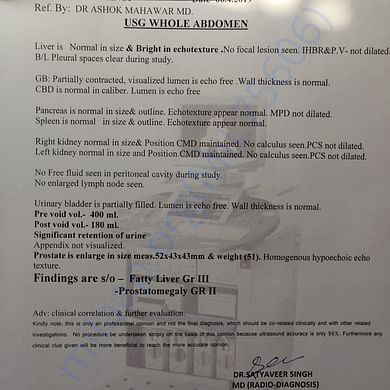 Ref. By: DR ASHOK MAHAWAR MD.
USG WHOLE ABDOMEN
Liver is Normal in size & Bright in echotexture .No focal lesion seen. IHBR&P.V- not dilated.
B/L Pleural spaces clear during study.
GB: Partially contracted, visualized lumen is echo free .Wall thickness is normal.
CBD is normal in caliber. Lumen is echo free
Pancreas is normal in size& outline. Echotexture appear normal. MPD not dilated.
Spleen is normal in size & outline. Echotexture appear normal.
Right kidney normal in size& Position CMD maintained. No calculus seen.PCS not dilated.
Left kidney normal in size and Position.CMD maintained. No calculus seen.PCS not dilated.
No Free fluid seen in peritoneal cavity during study.
No enlarged lymph node seen.
Urinary bladder is partially filled. Lumen is echo free. Wall thickness is normal.
Pre void vol.- 400 ml.
Post void vol.- 180 ml.
Significant retention of urine
Appendix not visualized.
Prostate is enlarge in size meas.52x43x43mm & weight (51). Homogenous hypoechoic echo
texture.
Findings are s/o – Fatty Liver Gr III
-Prostatomegaly GR II
Adv: clinical correlation & further evaluation.
Kindly note, this is only an professional opinion and not the final diagnosis, which should be co-related clinically and with other related
investigations. No procedure be undertaken simply on the basis of this opinion because ultrasound accuracy is only 96%. Furthermore any
clinical clue given will be more beneficial to reach the more accurate opinion.
DR.SATYAVEER SINGH
MD (RADIO-DIAGNOSIS)